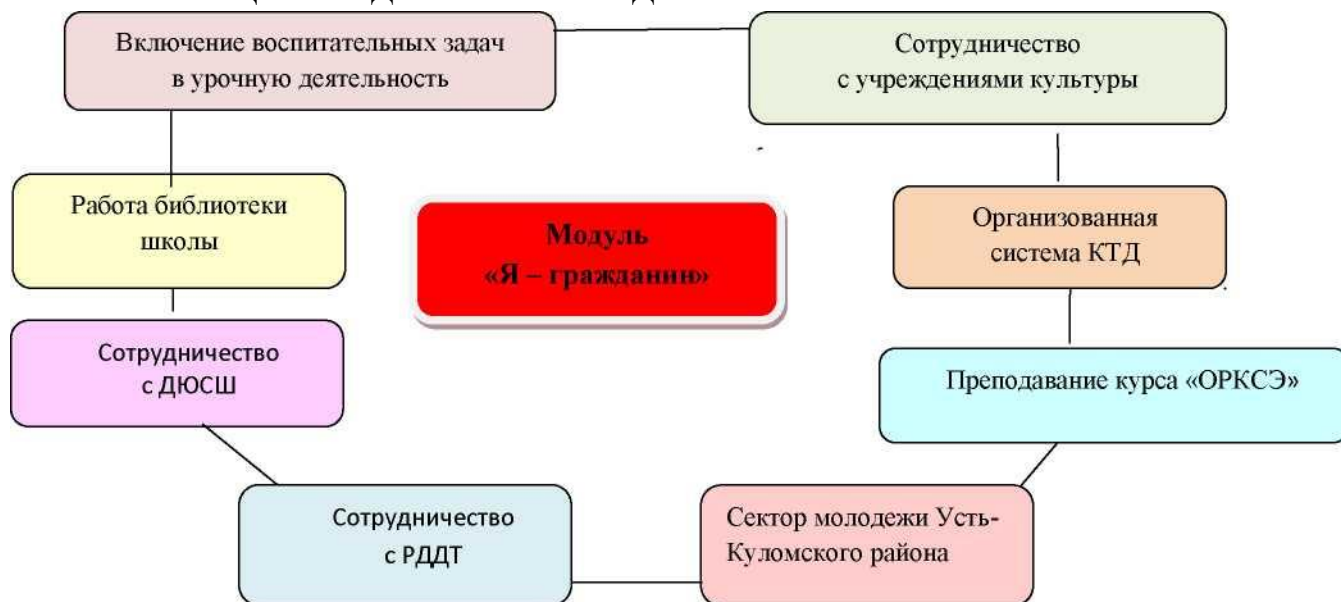 Включение воспитательных задач
в урочную деятельность
Сотрудничество
с учреждениями культуры
Работа библиотеки
школы
Модуль
«Я – гражданин»
Организованная
система КТД
Сотрудничество
с ДЮСШ
Преподавание курса «ОРКСЭ»
Сотрудничество
с РДДТ
Сектор молодежи Усть-
Куломского района